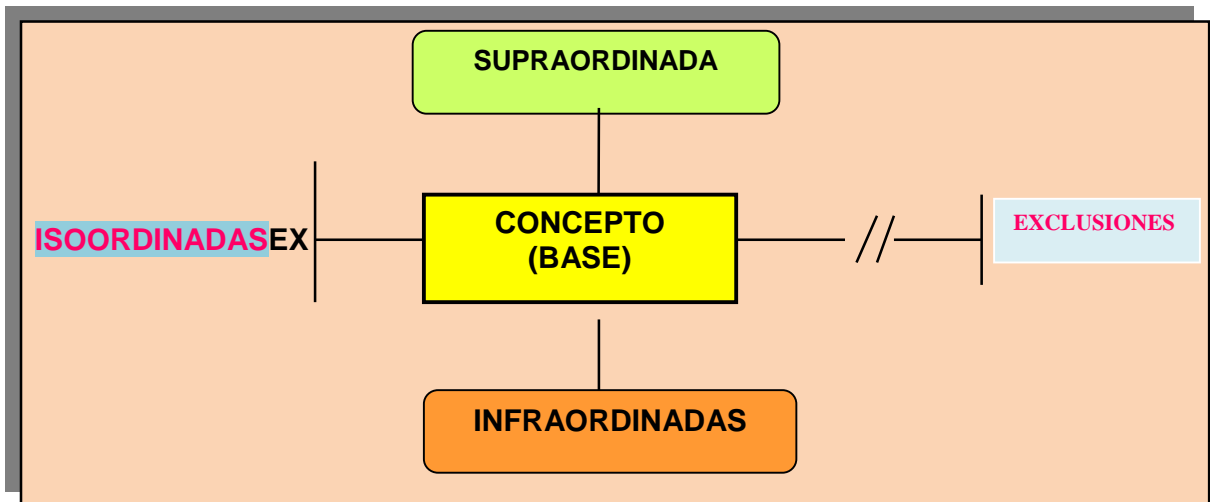 SUPRAORDINADA
ISOORDINADASEX
CONCEPTO
(BASE)
EXCLUSIONES
INFRAORDINADAS